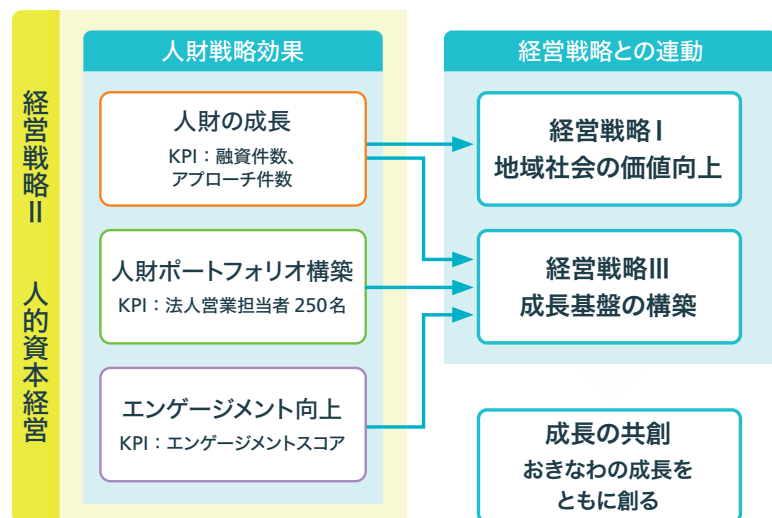 経営戦略Ⅱ 人的資本経営
人財戦略効果
人財の成長
KPI：融資件数、
アプローチ件数
人財ポートフォリオ構築
KPI：法人営業担当者 250名
エンゲージメント向上
KPI：エンゲージメントスコア
経営戦略との連動
経営戦略Ⅰ
地域社会の価値向上
経営戦略Ⅲ
成長基盤の構築
成長の共創
おきなわの成長を
ともに創る